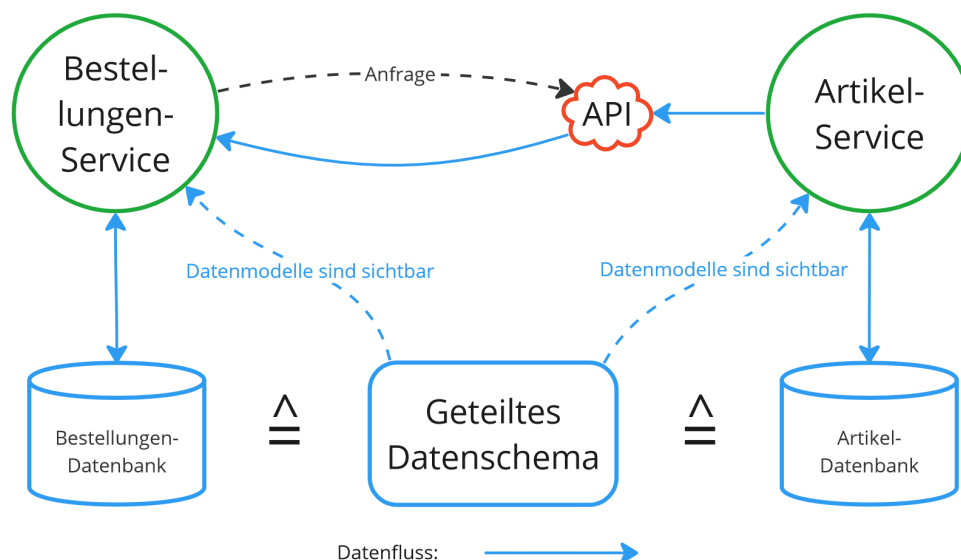 Bestel-
lungen-
Service
Anfrage
API
Artikel-
Service
Datenmodelle sind sichtbar
Datenmodelle sind sichtbar
Bestellungen-
Datenbank
≙
Geteiltes
Datenschema
≙
Artikel-
Datenbank
Datenfluss: